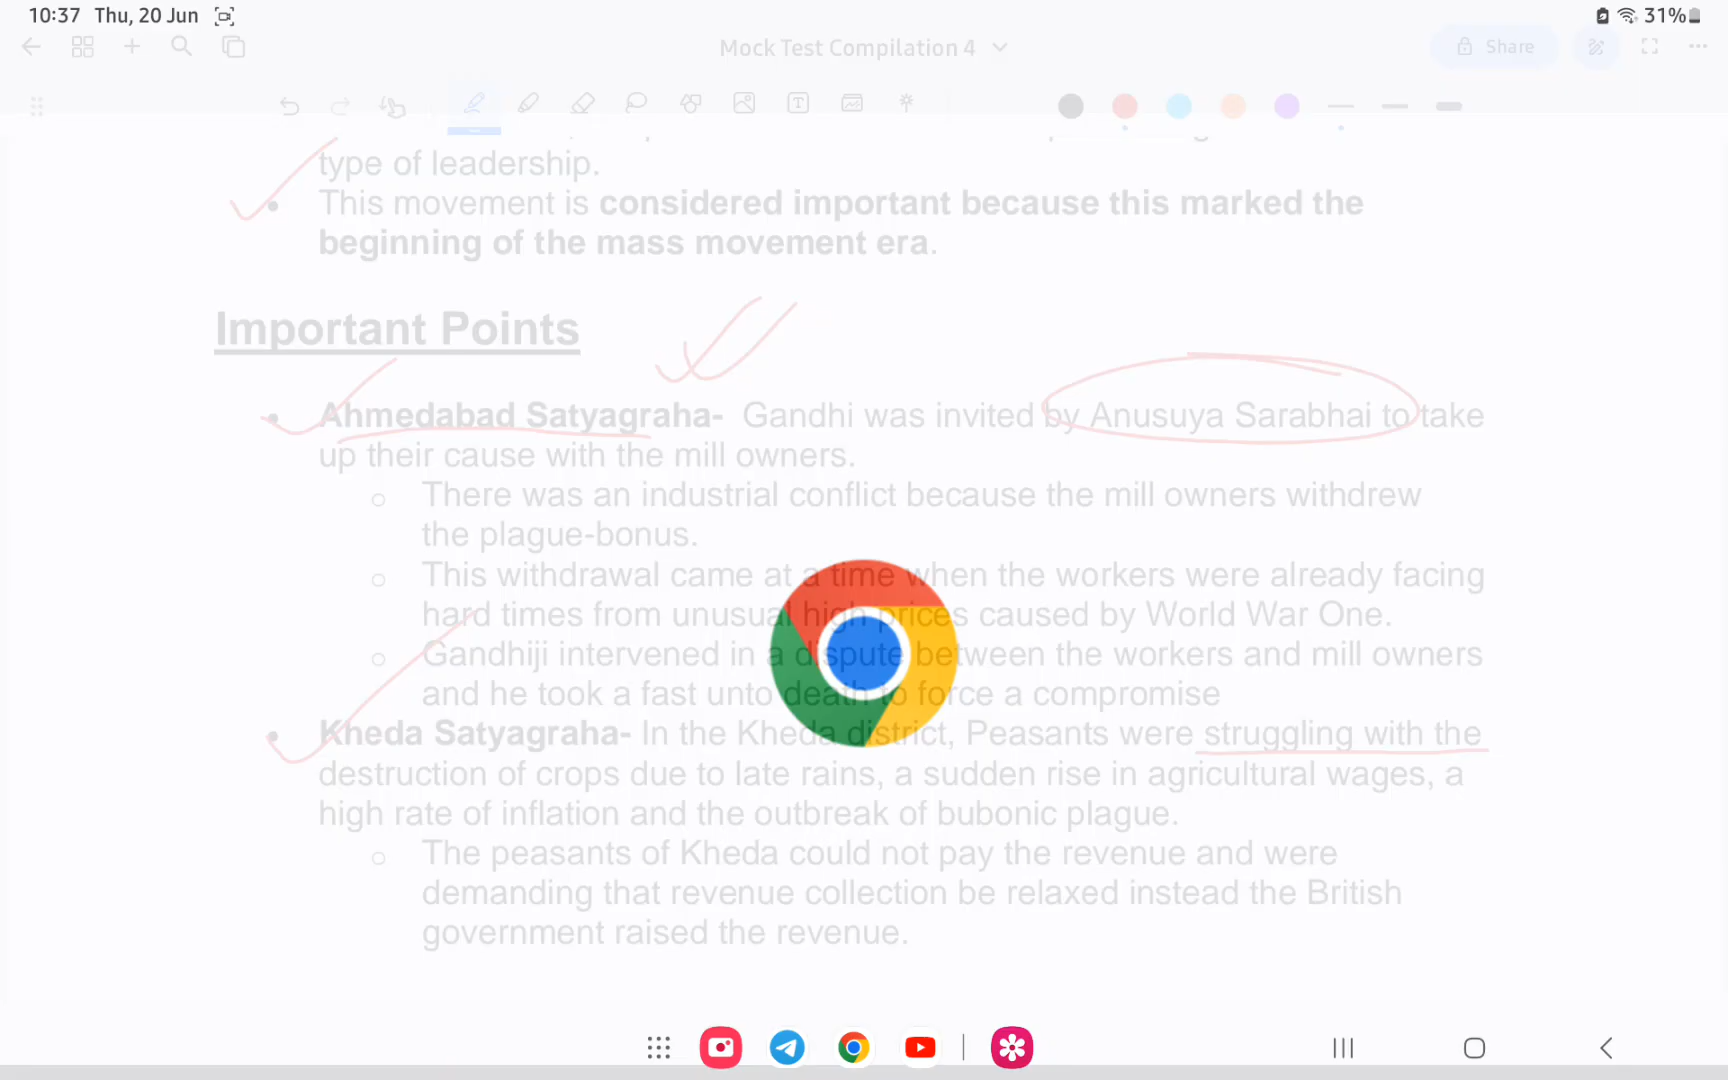 10:37 Thu, 20 Jun
31%
Mock Test Compilation 4
Share
type of leadership.
This movement is considered important because this marked the
beginning of the mass movement era.
Important Points
Ahmedabad Satyagraha- Gandhi was invited by Anusuya Sarabhai to take
up their cause with the mill owners.
There was an industrial conflict because the mill owners withdrew
the plague-bonus.
This withdrawal came at a time when the workers were already facing
hard times from unusual high prices caused by World War One.
Gandhiji intervened in a dispute between the workers and mill owners
and he took a fast unto death to force a compromise
Kheda Satyagraha- In the Kheda district, Peasants were struggling with the
destruction of crops due to late rains, a sudden rise in agricultural wages, a
high rate of inflation and the outbreak of bubonic plague.
The peasants of Kheda could not pay the revenue and were
demanding that revenue collection be relaxed instead the British
government raised the revenue.